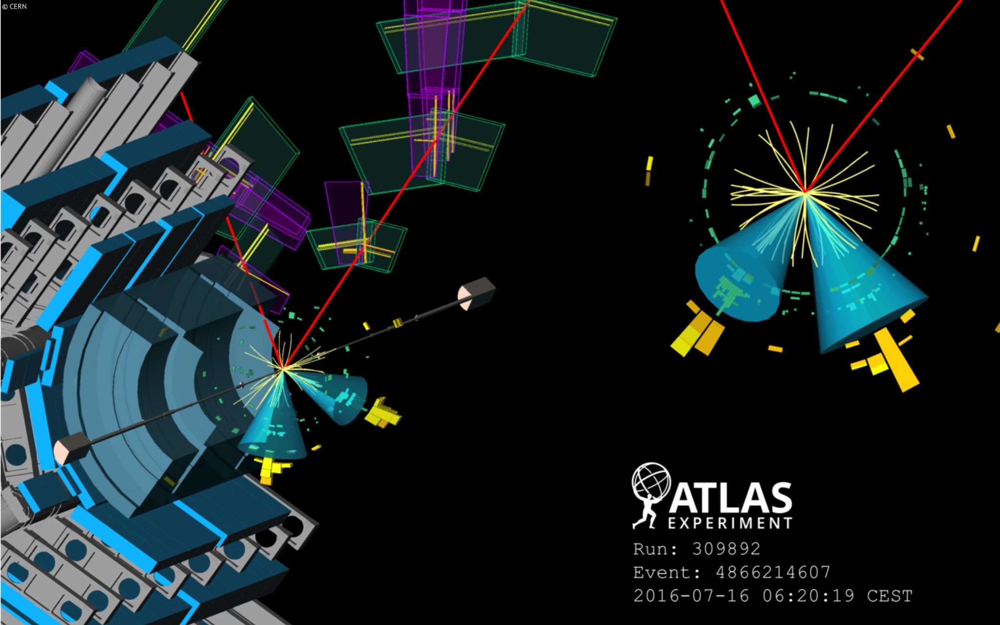 © CERN
ATLAS
EXPERIMENT
Run: 309892
Event: 4866214607
2016-07-16 06:20:19 CEST